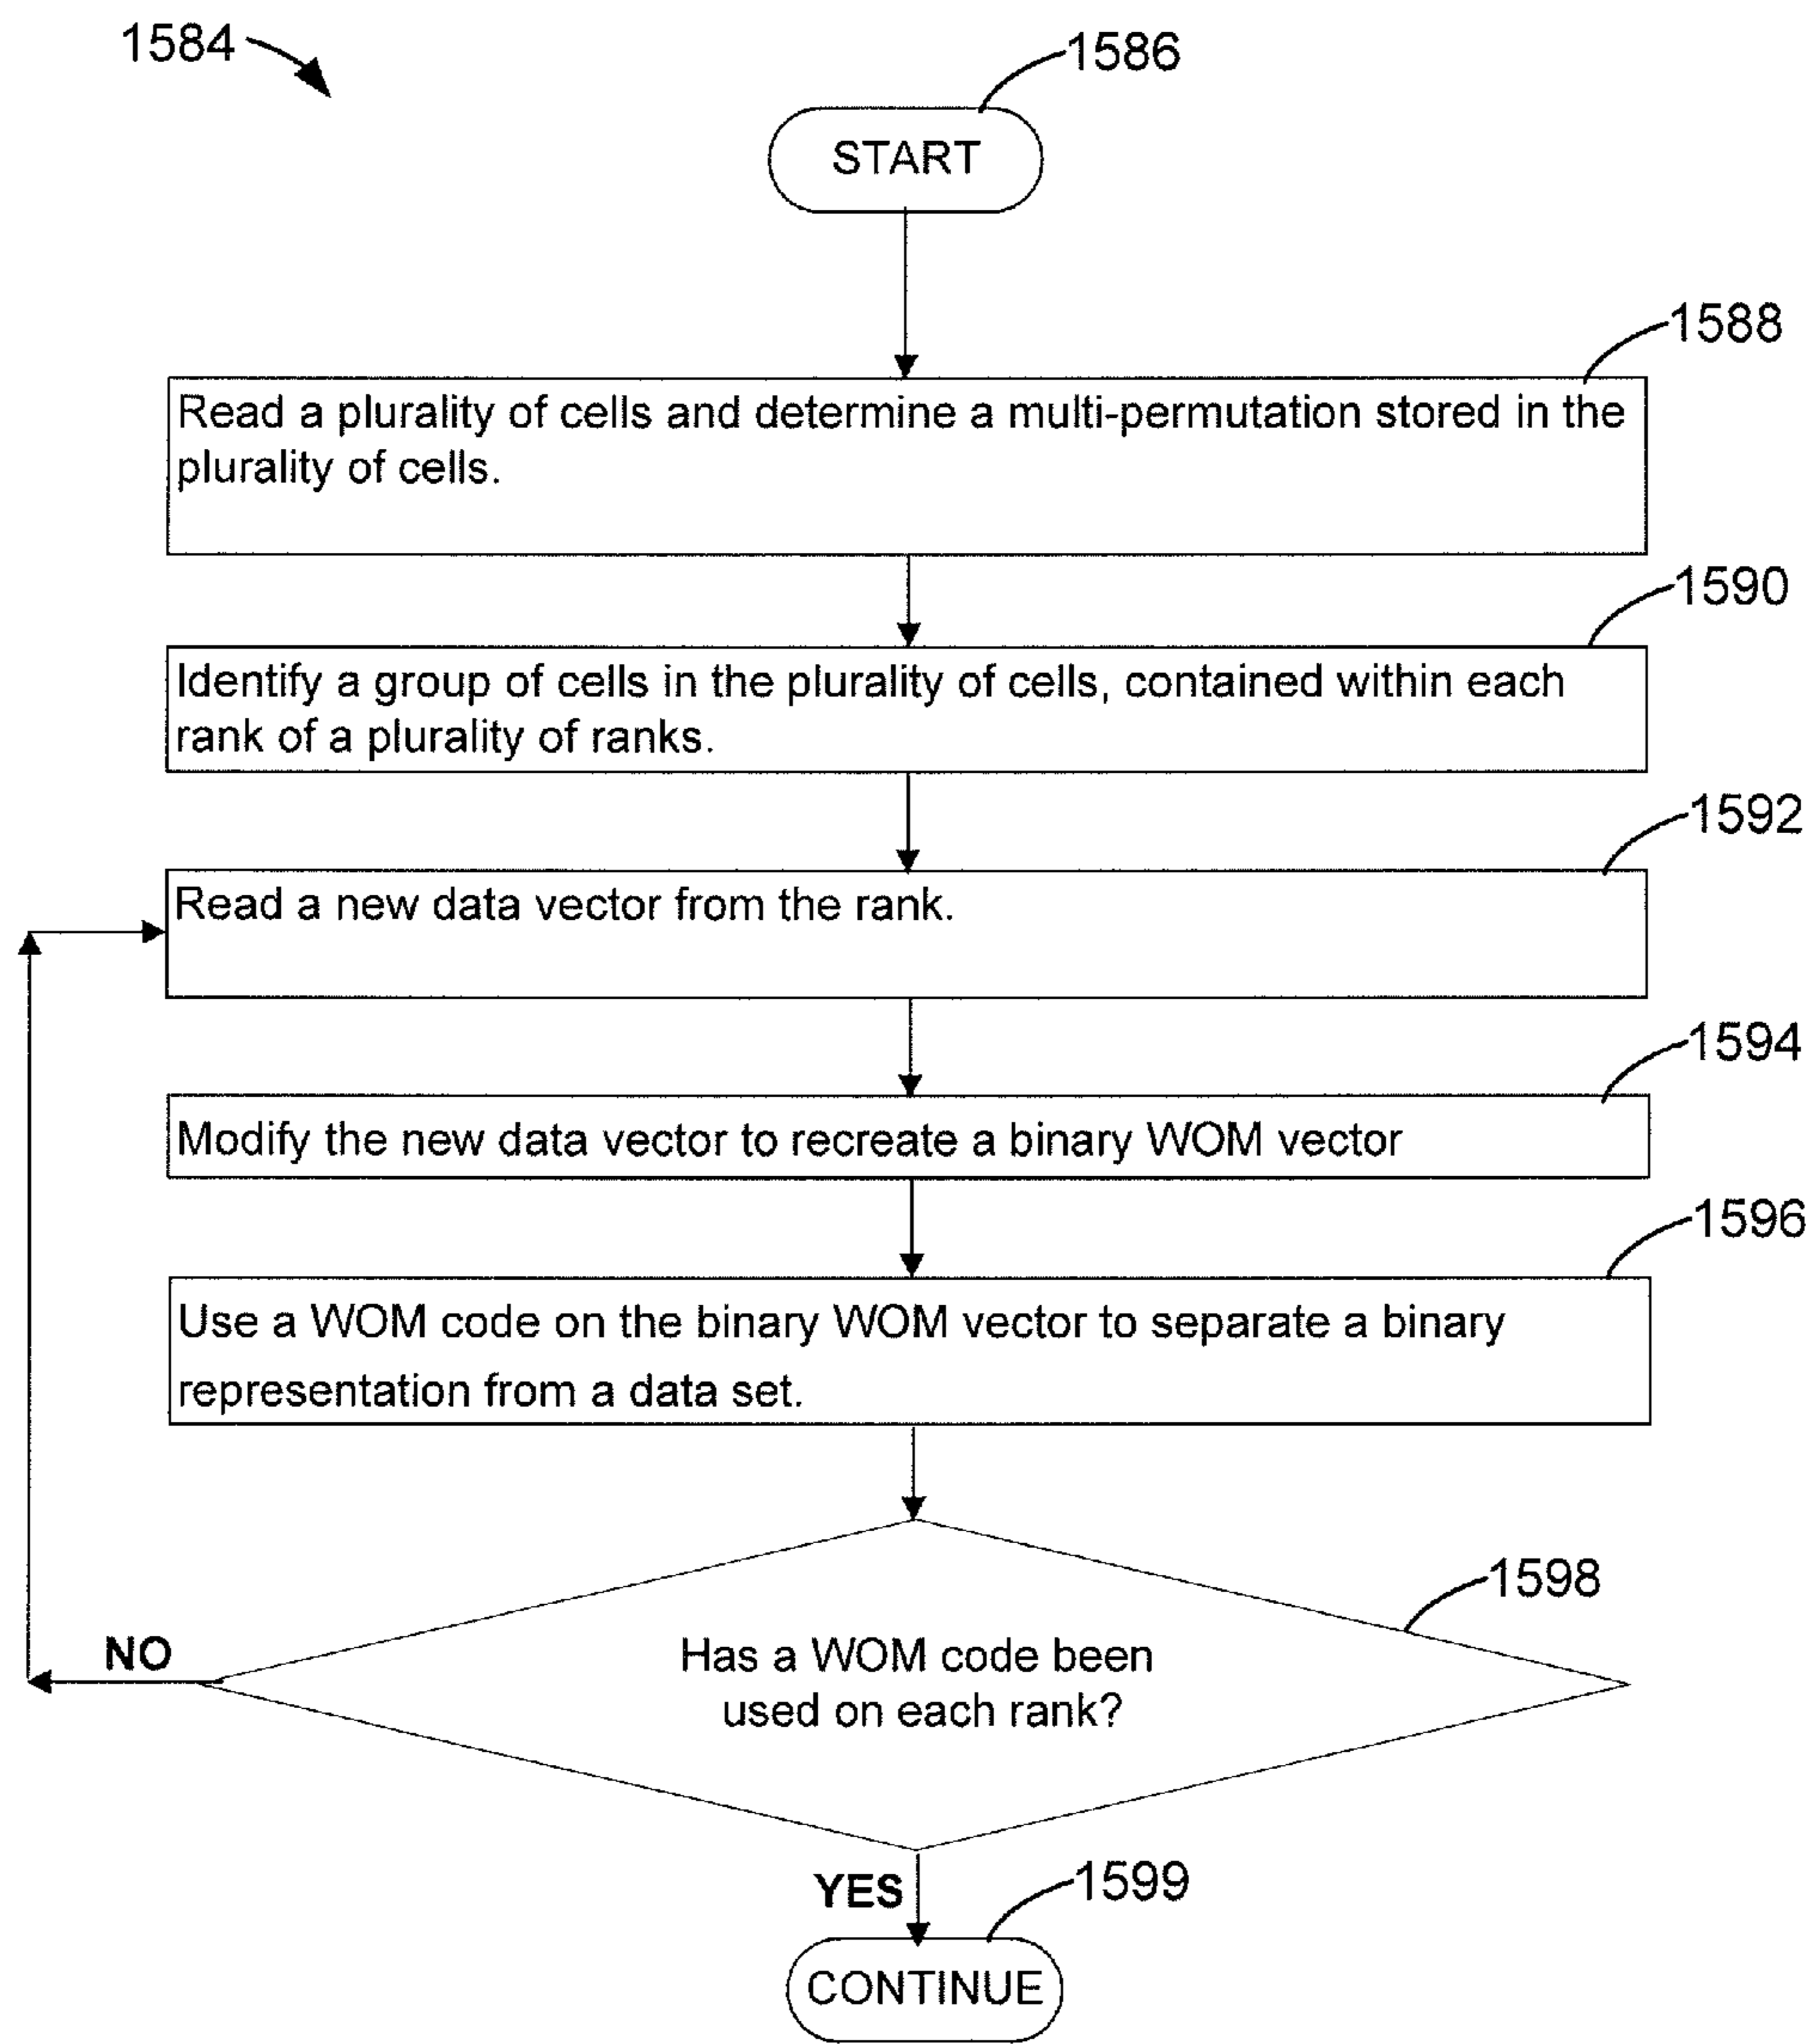 1584
1586
START
1588
Read a plurality of cells and determine a multi-permutation stored in the
plurality of cells.
1590
Identify a group of cells in the plurality of cells, contained within each
rank of a plurality of ranks.
1592
Read a new data vector from the rank.
1594
Modify the new data vector to recreate a binary WOM vector
1596
Use a WOM code on the binary WOM vector to separate a binary
representation from a data set.
1598
NO
Has a WOM code been
used on each rank?
YES
1599
CONTINUE